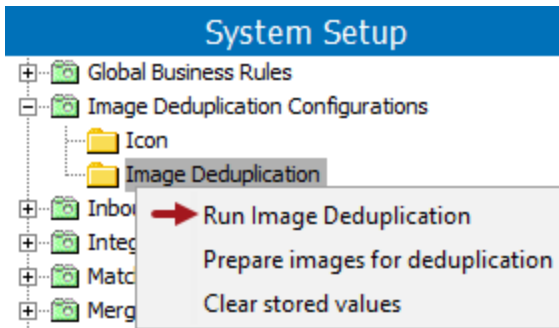 System Setup
Global Business Rules
Image Deduplication Configurations
Icon
Image Deduplication
Run Image Deduplication
Prepare images for deduplication
Clear stored values